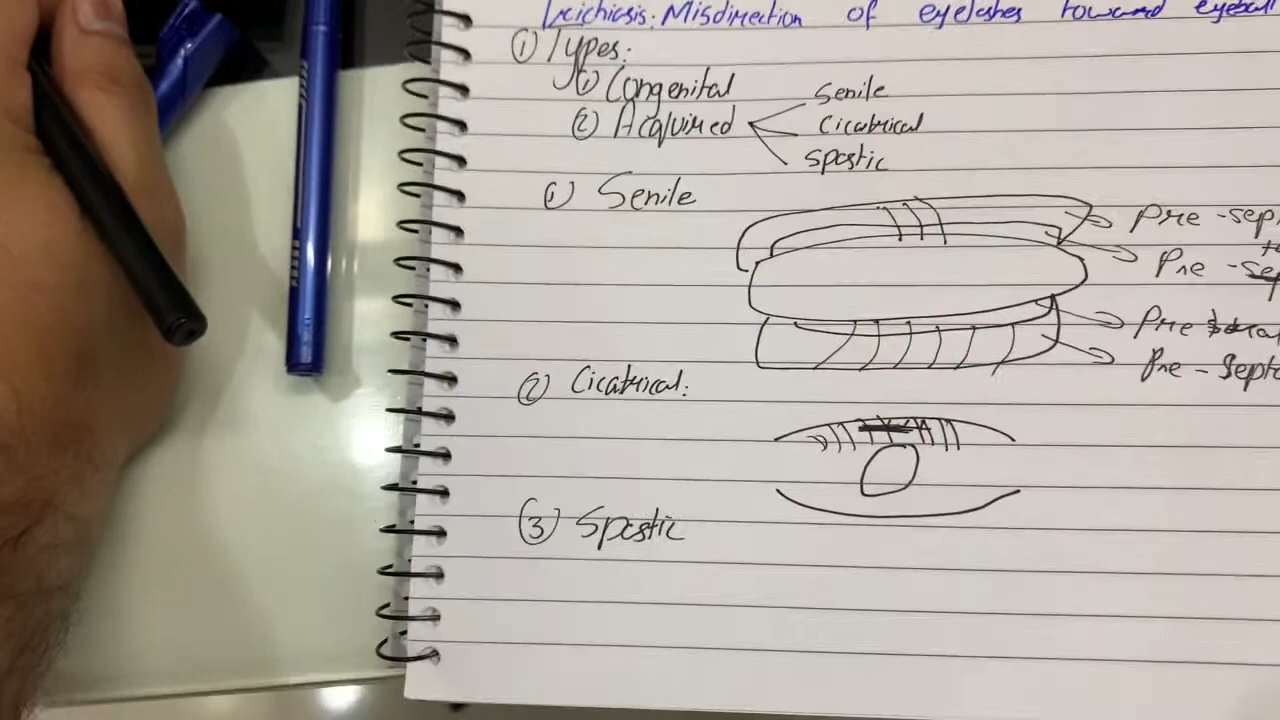 Trichiasis: Misdirection of eyelashes toward eyeball
① Types:
① Congenital
② Acquired
Senile
Cicatrical
Spastic
① Senile
Pre -sep
Pre -
Pre
Pre - Septa
② Cicatrical:
③ Spastic